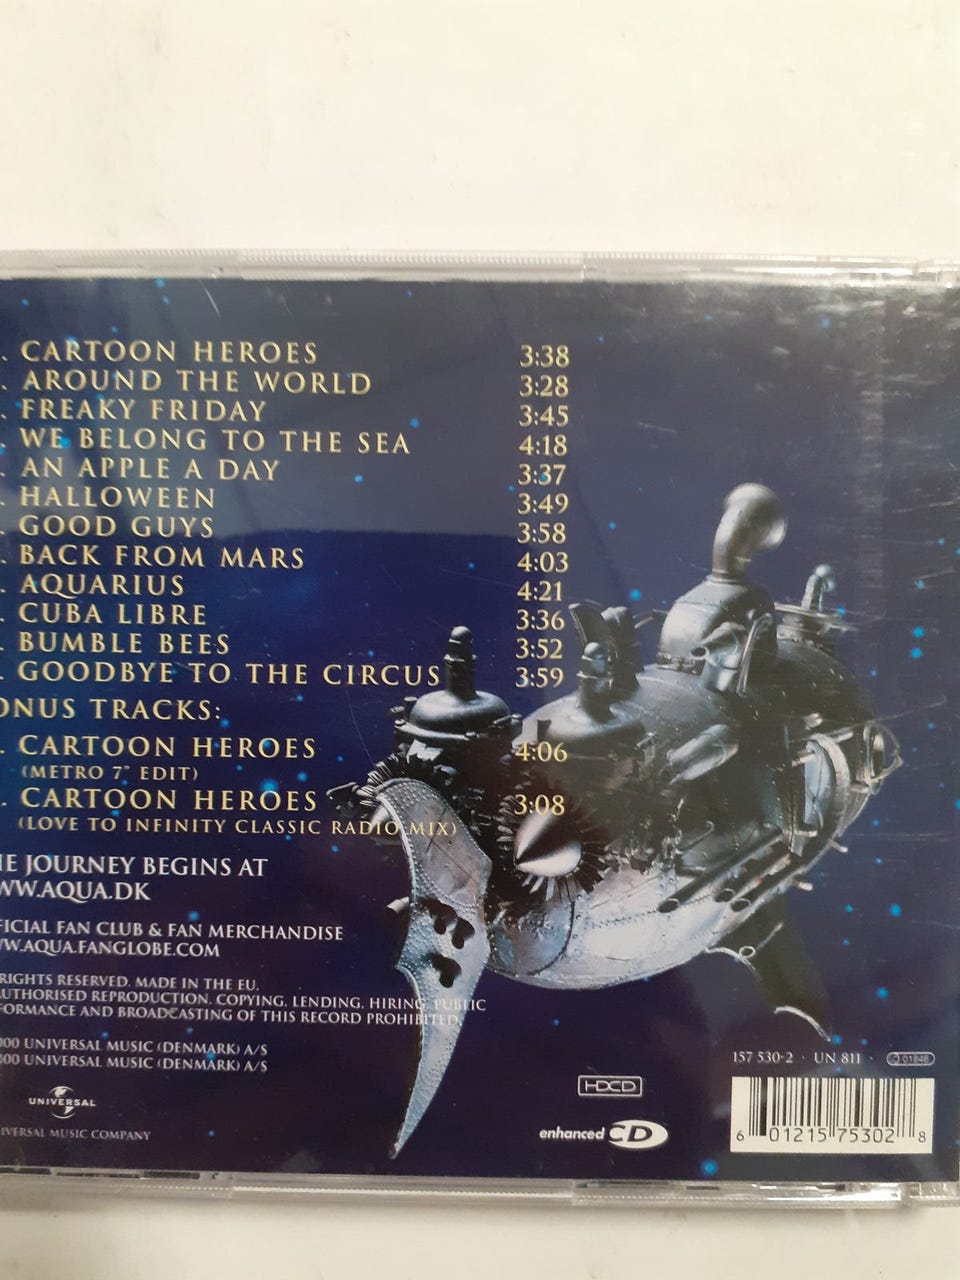 . CARTOON HEROES 3:38
. AROUND THE WORLD 3:28
. FREAKY FRIDAY 3:45
. WE BELONG TO THE SEA 4:18
. AN APPLE A DAY 3:37
. HALLOWEEN 3:49
. GOOD GUYS 3:58
. BACK FROM MARS 4:03
. AQUARIUS 4:21
. CUBA LIBRE 3:36
. BUMBLE BEES 3:52
. GOODBYE TO THE CIRCUS 3:59
ONUS TRACKS:
. CARTOON HEROES 4:06
(METRO 7" EDIT)
. CARTOON HEROES 3:08
(LOVE TO INFINITY CLASSIC RADIO MIX)
HE JOURNEY BEGINS AT
WW.AQUA.DK
FICIAL FAN CLUB & FAN MERCHANDISE
WW.AQUA.FANGLOBE.COM
RIGHTS RESERVED. MADE IN THE EU.
AUTHORISED REPRODUCTION, COPYING, LENDING, HIRING, PUBLIC
FORMANCE AND BROADCASTING OF THIS RECORD PROHIBITED.
000 UNIVERSAL MUSIC (DENMARK) A/S
000 UNIVERSAL MUSIC (DENMARK) A/S
UNIVERSAL
IVERSAL MUSIC COMPANY
HDCD
enhanced CD
157 530-2 · UN 811 · 01846
6 01215 75302 8